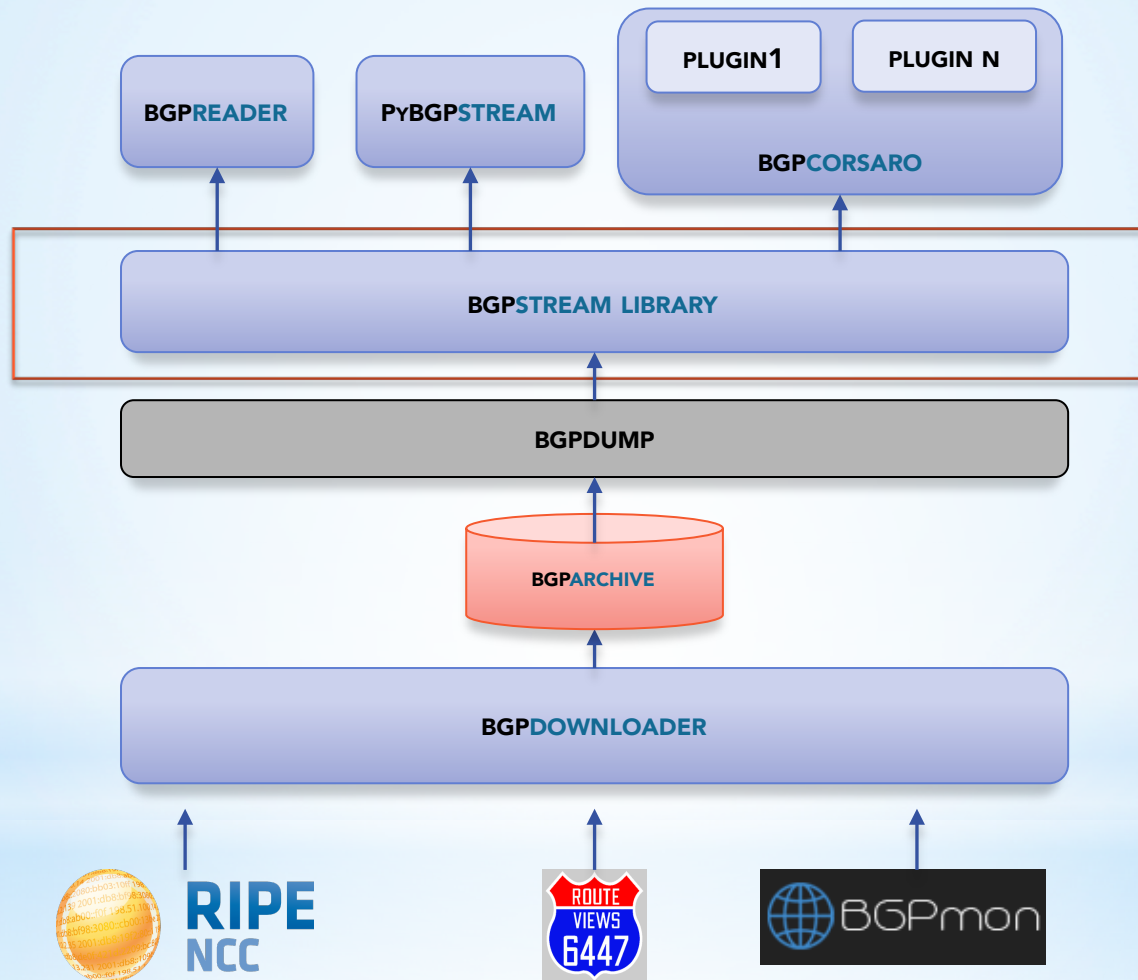 PLUGIN1
PLUGIN N
BGPREADER
PYBGPSTREAM
BGPCORSARO
BGPSTREAM LIBRARY
BGPDUMP
BGPARCHIVE
BGPDOWNLOADER
RIPE
NCC
ROUTE
VIEWS
6447
BGPmon